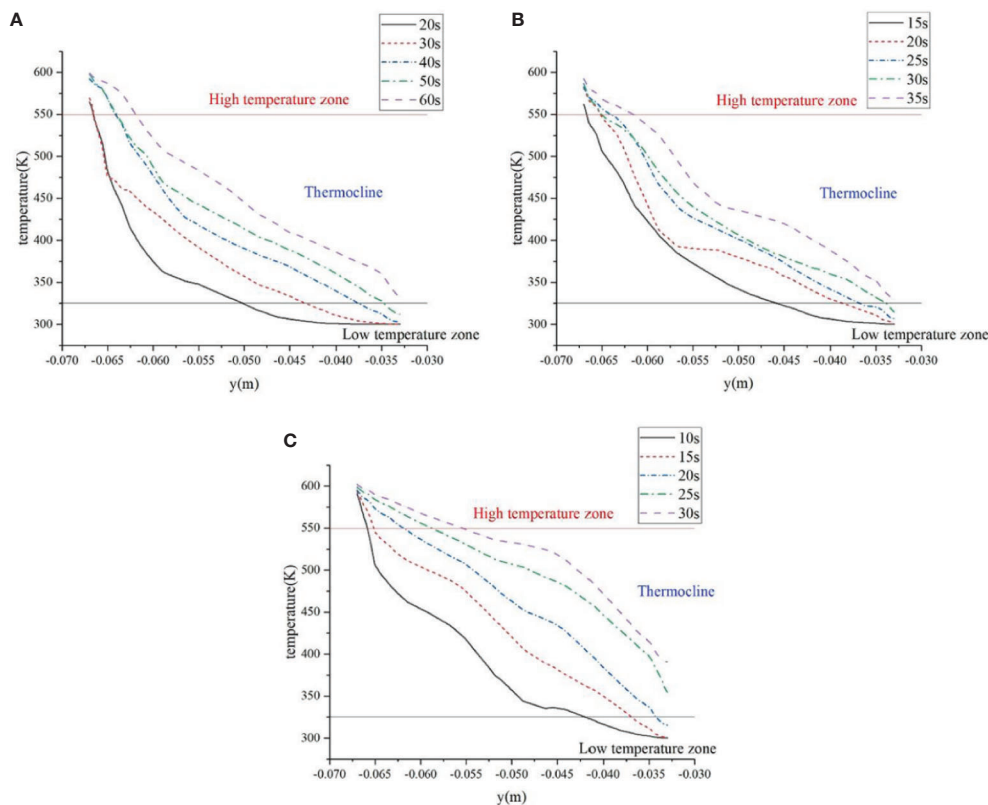 A
20s
30s
40s
50s
60s
600
550
500
450
400
350
300
temperature(K)
High temperature zone
Thermocline
Low temperature zone
-0.070 -0.065 -0.060 -0.055 -0.050 -0.045 -0.040 -0.035 -0.030
y(m)
B
15s
20s
25s
30s
35s
600
550
500
450
400
350
300
temperature(K)
High temperature zone
Thermocline
Low temperature zone
-0.070 -0.065 -0.060 -0.055 -0.050 -0.045 -0.040 -0.035 -0.030
y(m)
C
10s
15s
20s
25s
30s
600
550
500
450
400
350
300
temperature(K)
High temperature zone
Thermocline
Low temperature zone
-0.070 -0.065 -0.060 -0.055 -0.050 -0.045 -0.040 -0.035 -0.030
y(m)